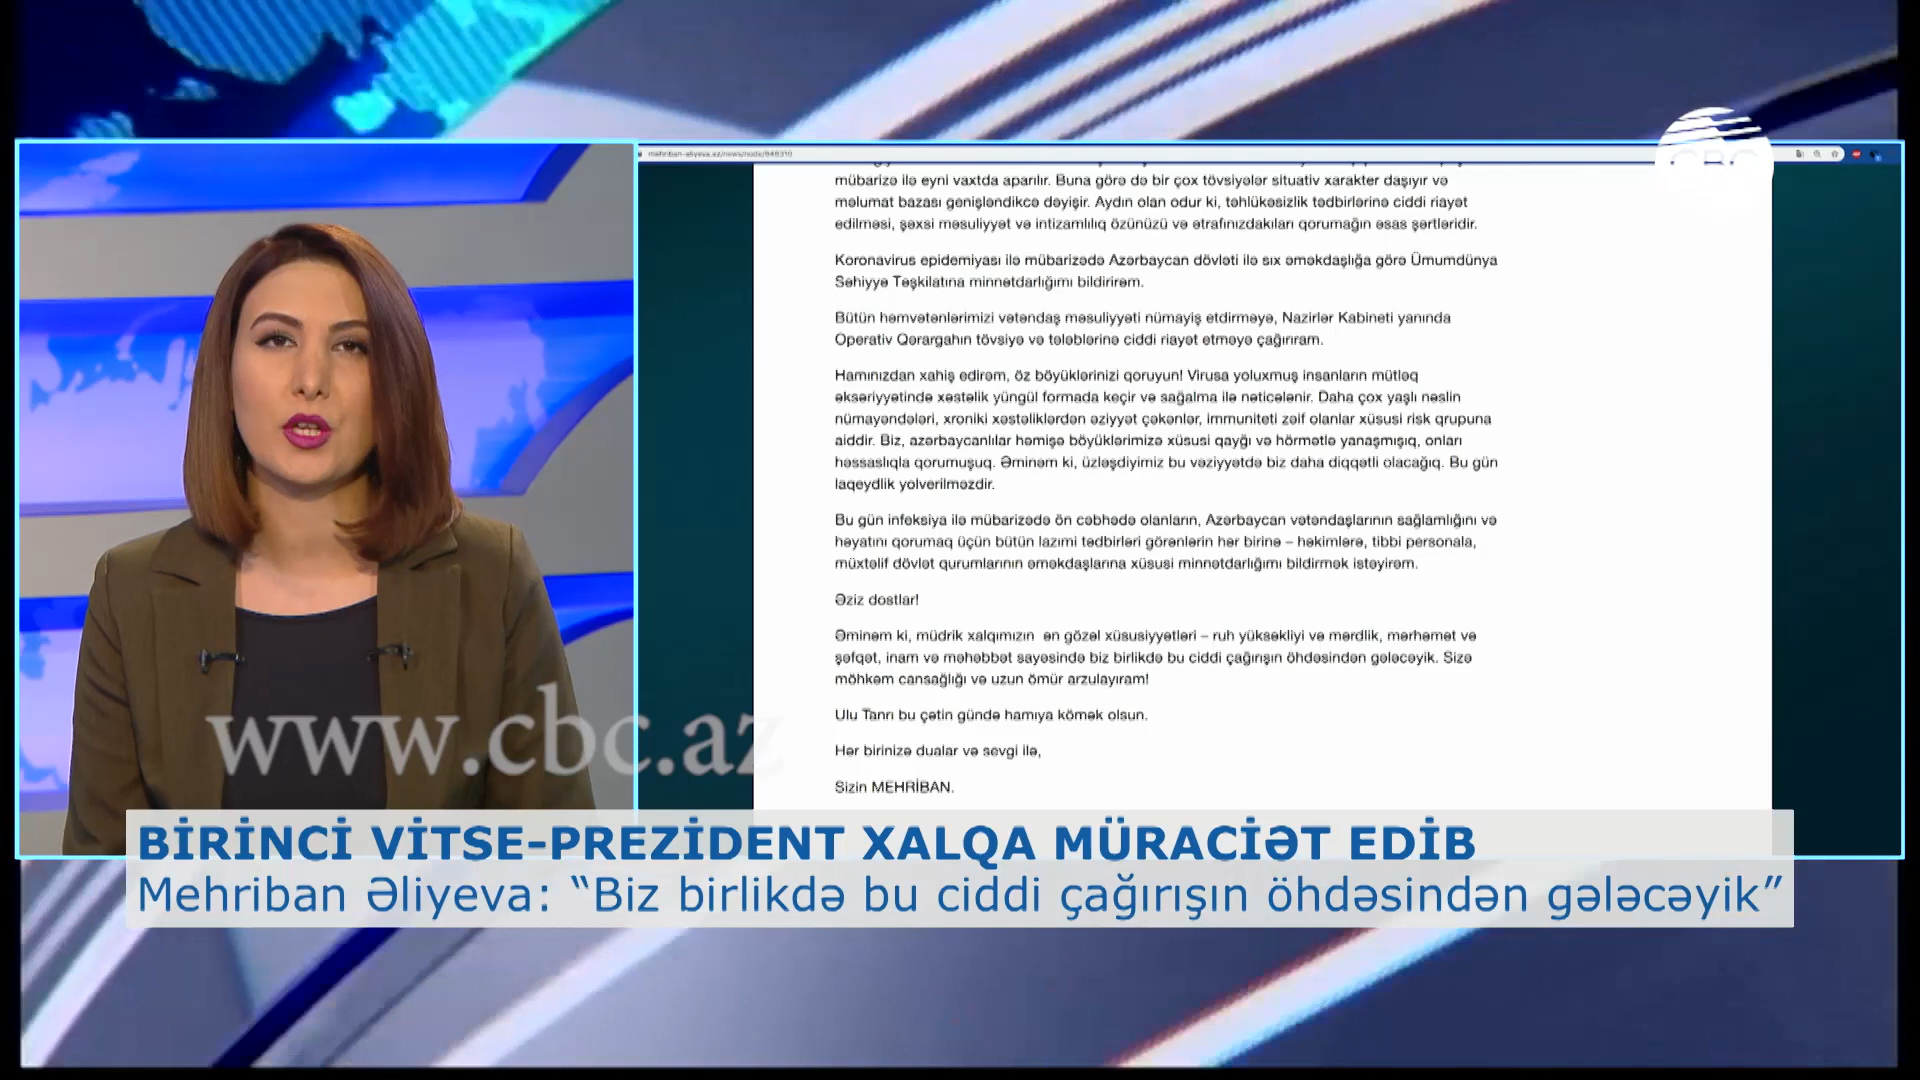 mehriban-aliyeva.az/news/node/846310
CBC
mübarizə ilə eyni vaxtda aparılır. Buna görə də bir çox tövsiyələr situativ xarakter daşıyır və
məlumat bazası genişləndikcə dəyişir. Aydın olan odur ki, təhlükəsizlik tədbirlərinə ciddi riayət
edilməsi, şəxsi məsuliyyət və intizamlılıq özünüzü və ətrafınızdakıları qorumağın əsas şərtləridir.
Koronavirus epidemiyası ilə mübarizədə Azərbaycan dövləti ilə sıx əməkdaşlığa görə Ümumdünya
Səhiyyə Təşkilatına minnətdarlığımı bildirirəm.
Bütün həmvətənlərimizi vətəndaş məsuliyyəti nümayiş etdirməyə, Nazirlər Kabineti yanında
Operativ Qərargahın tövsiyə və tələblərinə ciddi riayət etməyə çağırıram.
Hamınızdan xahiş edirəm, öz böyüklərinizi qoruyun! Virusa yoluxmuş insanların mütləq
əksəriyyətində xəstəlik yüngül formada keçir və sağalma ilə nəticələnir. Daha çox yaşlı nəslin
nümayəndələri, xroniki xəstəliklərdən əziyyət çəkənlər, immuniteti zəif olanlar xüsusi risk qrupuna
aiddir. Biz, azərbaycanlılar həmişə böyüklərimizə xüsusi qayğı və hörmətlə yanaşmışıq, onları
həssaslıqla qorumuşuq. Əminəm ki, üzləşdiyimiz bu vəziyyətdə biz daha diqqətli olacağıq. Bu gün
laqeydlik yolverilməzdir.
Bu gün infeksiya ilə mübarizədə ön cəbhədə olanların, Azərbaycan vətəndaşlarının sağlamlığını və
həyatını qorumaq üçün bütün lazımi tədbirləri görənlərin hər birinə – həkimlərə, tibbi personala,
müxtəlif dövlət qurumlarının əməkdaşlarına xüsusi minnətdarlığımı bildirmək istəyirəm.
Əziz dostlar!
Əminəm ki, müdrik xalqımızın ən gözəl xüsusiyyətləri – ruh yüksəkliyi və mərdlik, mərhəmət və
şəfqət, inam və məhəbbət sayəsində biz birlikdə bu ciddi çağırışın öhdəsindən gələcəyik. Sizə
möhkəm cansağlığı və uzun ömür arzulayıram!
Ulu Tanrı bu çətin gündə hamıya kömək olsun.
Hər birinizə dualar və sevgi ilə,
Sizin MEHRİBAN.
www.cbc.az
BİRİNCİ VİTSE-PREZİDENT XALQA MÜRACİƏT EDİB
Mehriban Əliyeva: “Biz birlikdə bu ciddi çağırışın öhdəsindən gələcəyik”